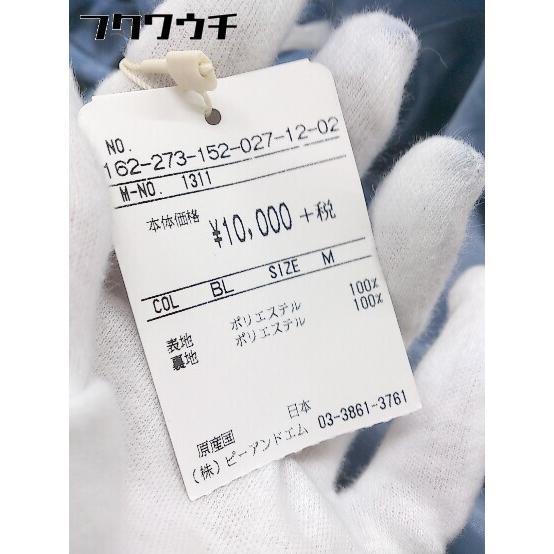 フクワウチ
NO.
162-273-152-027-12-02
M-NO. 1311
本体価格 ¥10,000 +税
COL BL SIZE M
表地 ポリエステル 100%
裏地 ポリエステル 100%
原産国 日本
(株)ピーアンドエム 03-3861-3761